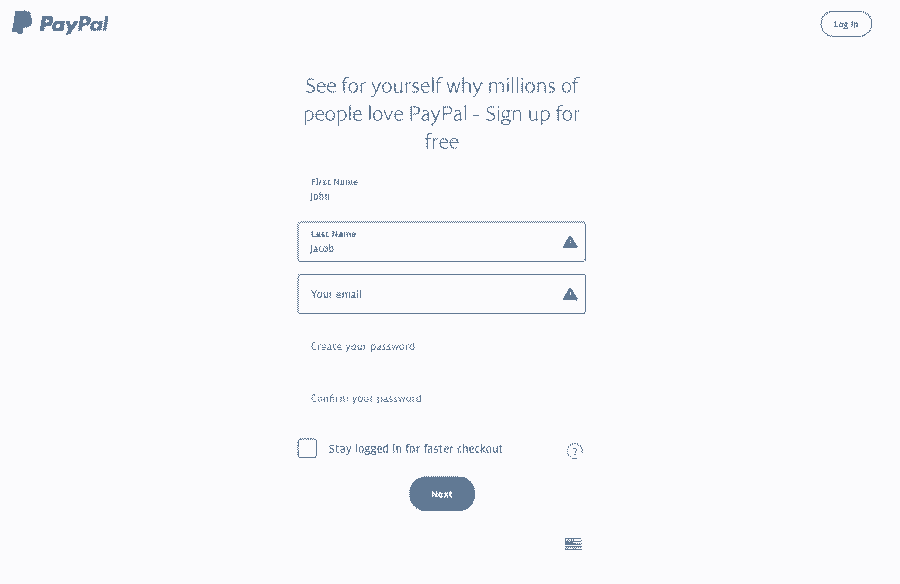 PayPal
Log In
See for yourself why millions of
people love PayPal - Sign up for
free
First Name
John
Last Name
Jacob
Your email
Create your password
Confirm your password
Stay logged in for faster checkout
?
Next